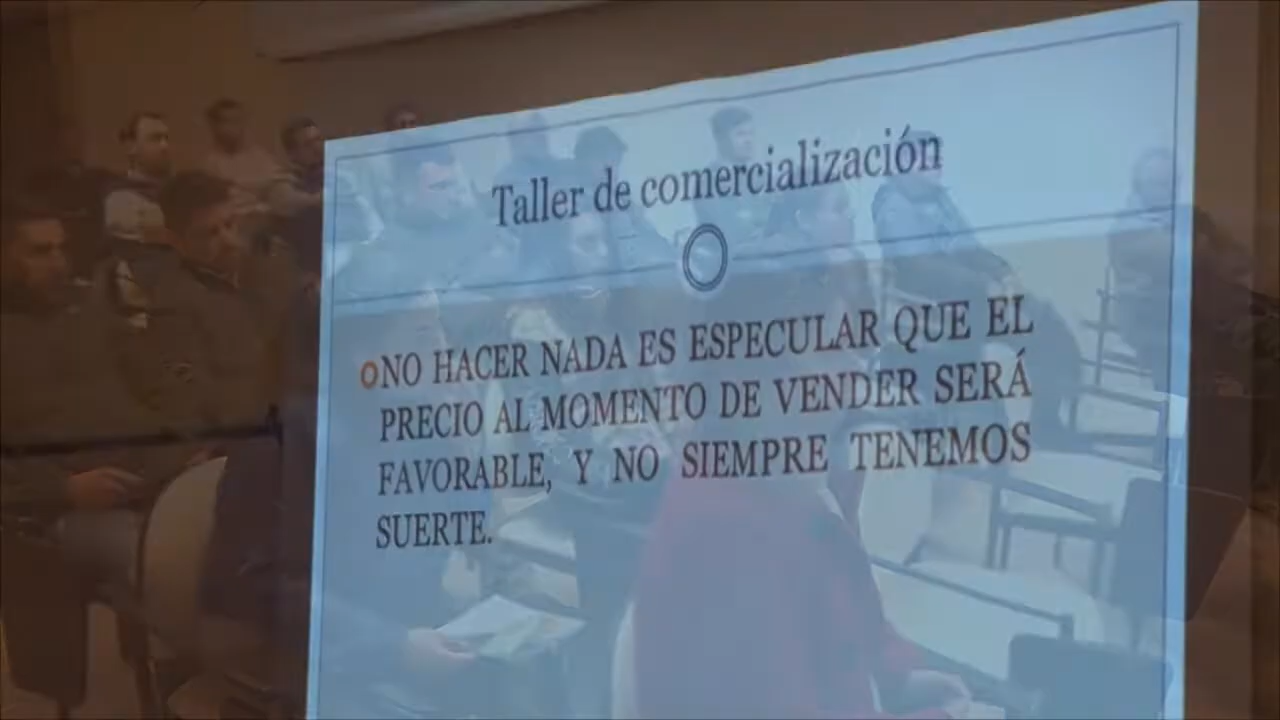 Taller de comercialización
NO HACER NADA ES ESPECULAR QUE EL
PRECIO AL MOMENTO DE VENDER SERÁ
FAVORABLE, Y NO SIEMPRE TENEMOS
SUERTE.